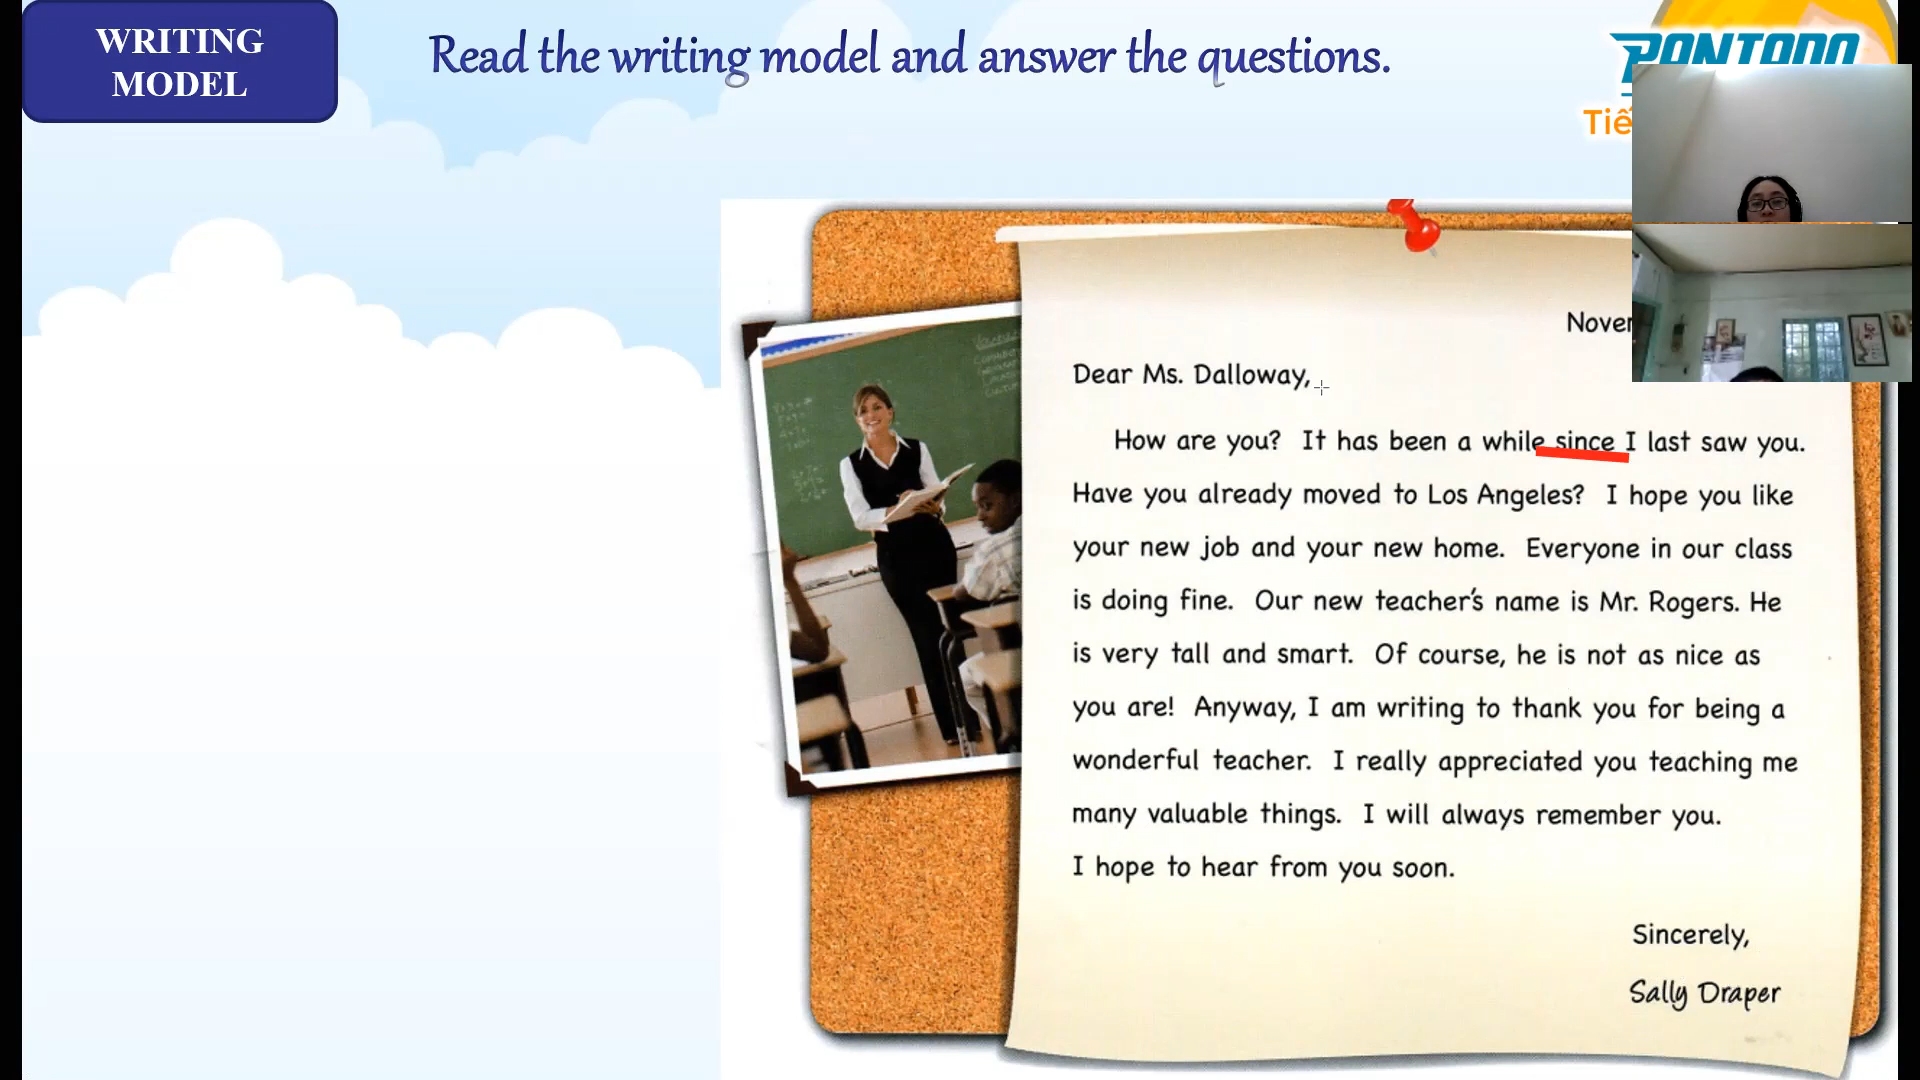 WRITING
MODEL
Read the writing model and answer the questions.
PANTADO
Dear Ms. Dalloway,
How are you? It has been a while since I last saw you.
Have you already moved to Los Angeles? I hope you like
your new job and your new home. Everyone in our class
is doing fine. Our new teacher's name is Mr. Rogers. He
is very tall and smart. Of course, he is not as nice as
you are! Anyway, I am writing to thank you for being a
wonderful teacher. I really appreciated you teaching me
many valuable things. I will always remember you.
I hope to hear from you soon.
Sincerely,
Sally Draper